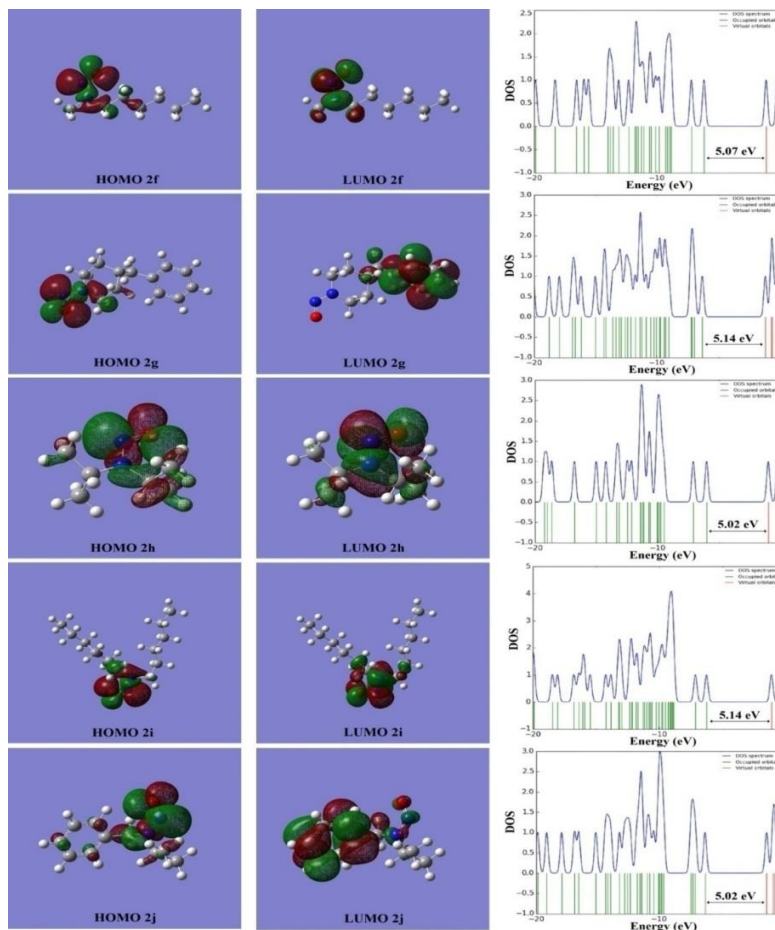 HOMO 2f
LUMO 2f
DOS
2.5
2.0
1.5
1.0
0.5
0.0
−0.5
−1.0
DOS spectrum
Occupied orbitals
Virtual orbitals
5.07 eV
−20
−10
Energy (eV)
HOMO 2g
LUMO 2g
DOS
3.0
2.5
2.0
1.5
1.0
0.5
0.0
−0.5
−1.0
DOS spectrum
Occupied orbitals
Virtual orbitals
5.14 eV
−20
−10
Energy (eV)
HOMO 2h
LUMO 2h
DOS
3.0
2.5
2.0
1.5
1.0
0.5
0.0
−0.5
−1.0
DOS spectrum
Occupied orbitals
Virtual orbitals
5.02 eV
−20
−10
Energy (eV)
HOMO 2i
LUMO 2i
DOS
5
4
3
2
1
0
−1
DOS spectrum
Occupied orbitals
Virtual orbitals
5.14 eV
−20
−10
Energy (eV)
HOMO 2j
LUMO 2j
DOS
3.0
2.5
2.0
1.5
1.0
0.5
0.0
−0.5
DOS spectrum
Occupied orbitals
Virtual orbitals
5.02 eV
−20
−10
Energy (eV)